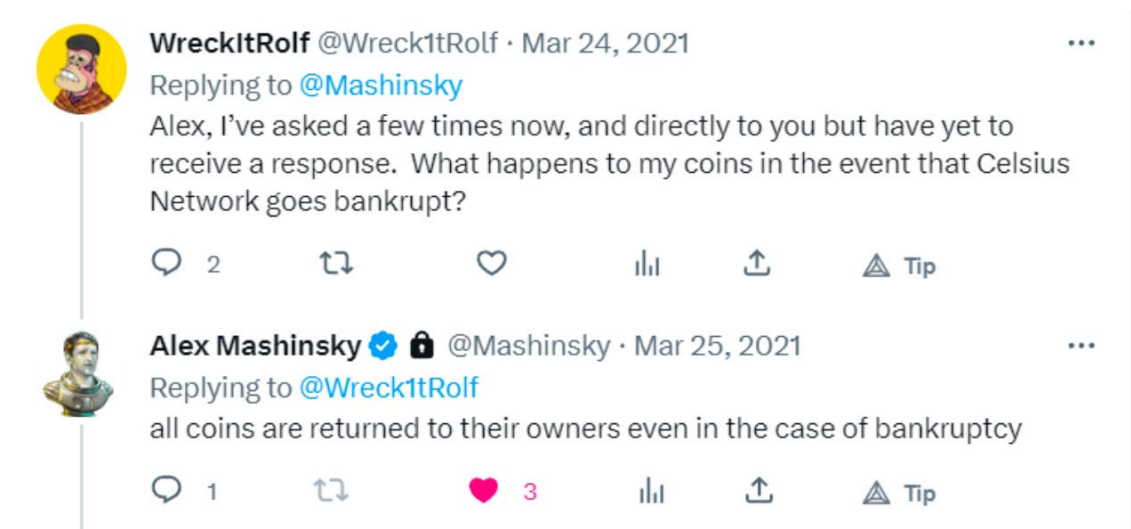 WreckItRolf @Wreck1tRolf · Mar 24, 2021
Replying to @Mashinsky
Alex, I’ve asked a few times now, and directly to you but have yet to
receive a response.  What happens to my coins in the event that Celsius
Network goes bankrupt?
2 Tip
Alex Mashinsky @Mashinsky · Mar 25, 2021
Replying to @Wreck1tRolf
all coins are returned to their owners even in the case of bankruptcy
1 3 Tip